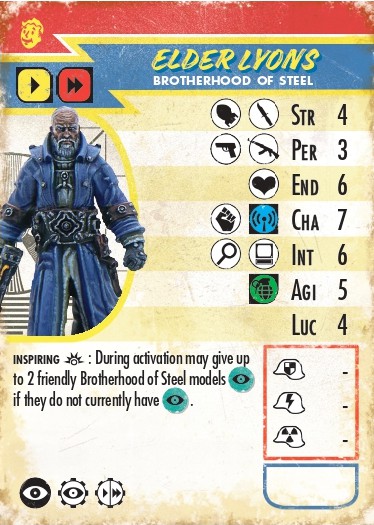 ELDER LYONS
BROTHERHOOD OF STEEL
STR 4
PER 3
END 6
CHA 7
INT 6
AGI 5
LUC 4
INSPIRING : During activation may give up
to 2 friendly Brotherhood of Steel models
if they do not currently have .
-
-
-